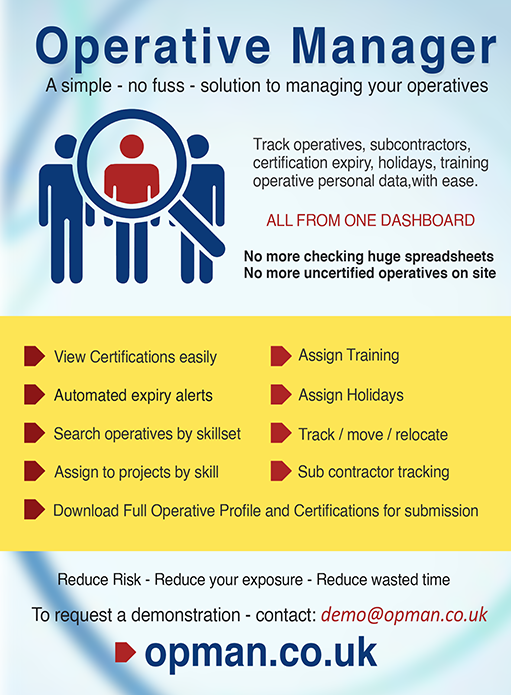 Operative Manager
A simple - no fuss - solution to managing your operatives
Track operatives, subcontractors,
certification expiry, holidays, training
operative personal data,with ease.
ALL FROM ONE DASHBOARD
No more checking huge spreadsheets
No more uncertified operatives on site
View Certifications easily
Automated expiry alerts
Search operatives by skillset
Assign to projects by skill
Assign Training
Assign Holidays
Track / move / relocate
Sub contractor tracking
Download Full Operative Profile and Certifications for submission
Reduce Risk - Reduce your exposure - Reduce wasted time
To request a demonstration - contact: demo@opman.co.uk
opman.co.uk